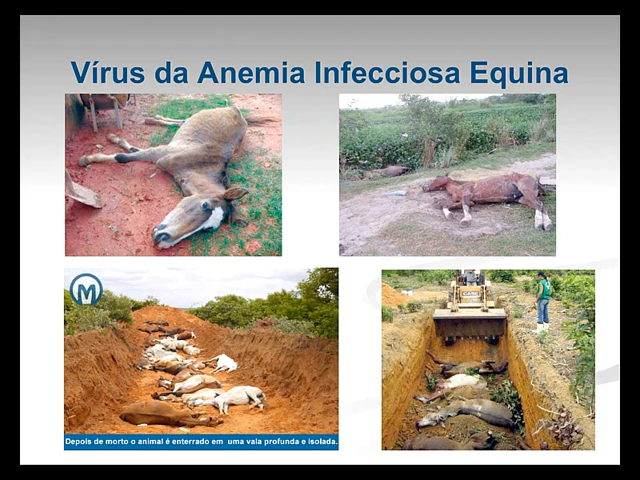 Vírus da Anemia Infecciosa Equina
M
Depois de morto o animal é enterrado em uma vala profunda e isolada.